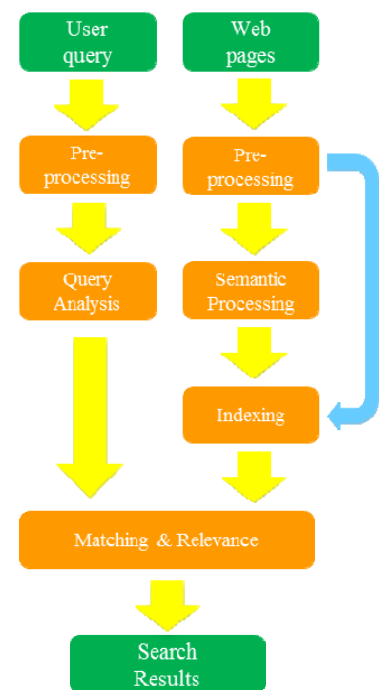 User
query
Web
pages
Pre-
processing
Pre-
processing
Query
Analysis
Semantic
Processing
Indexing
Matching & Relevance
Search
Results